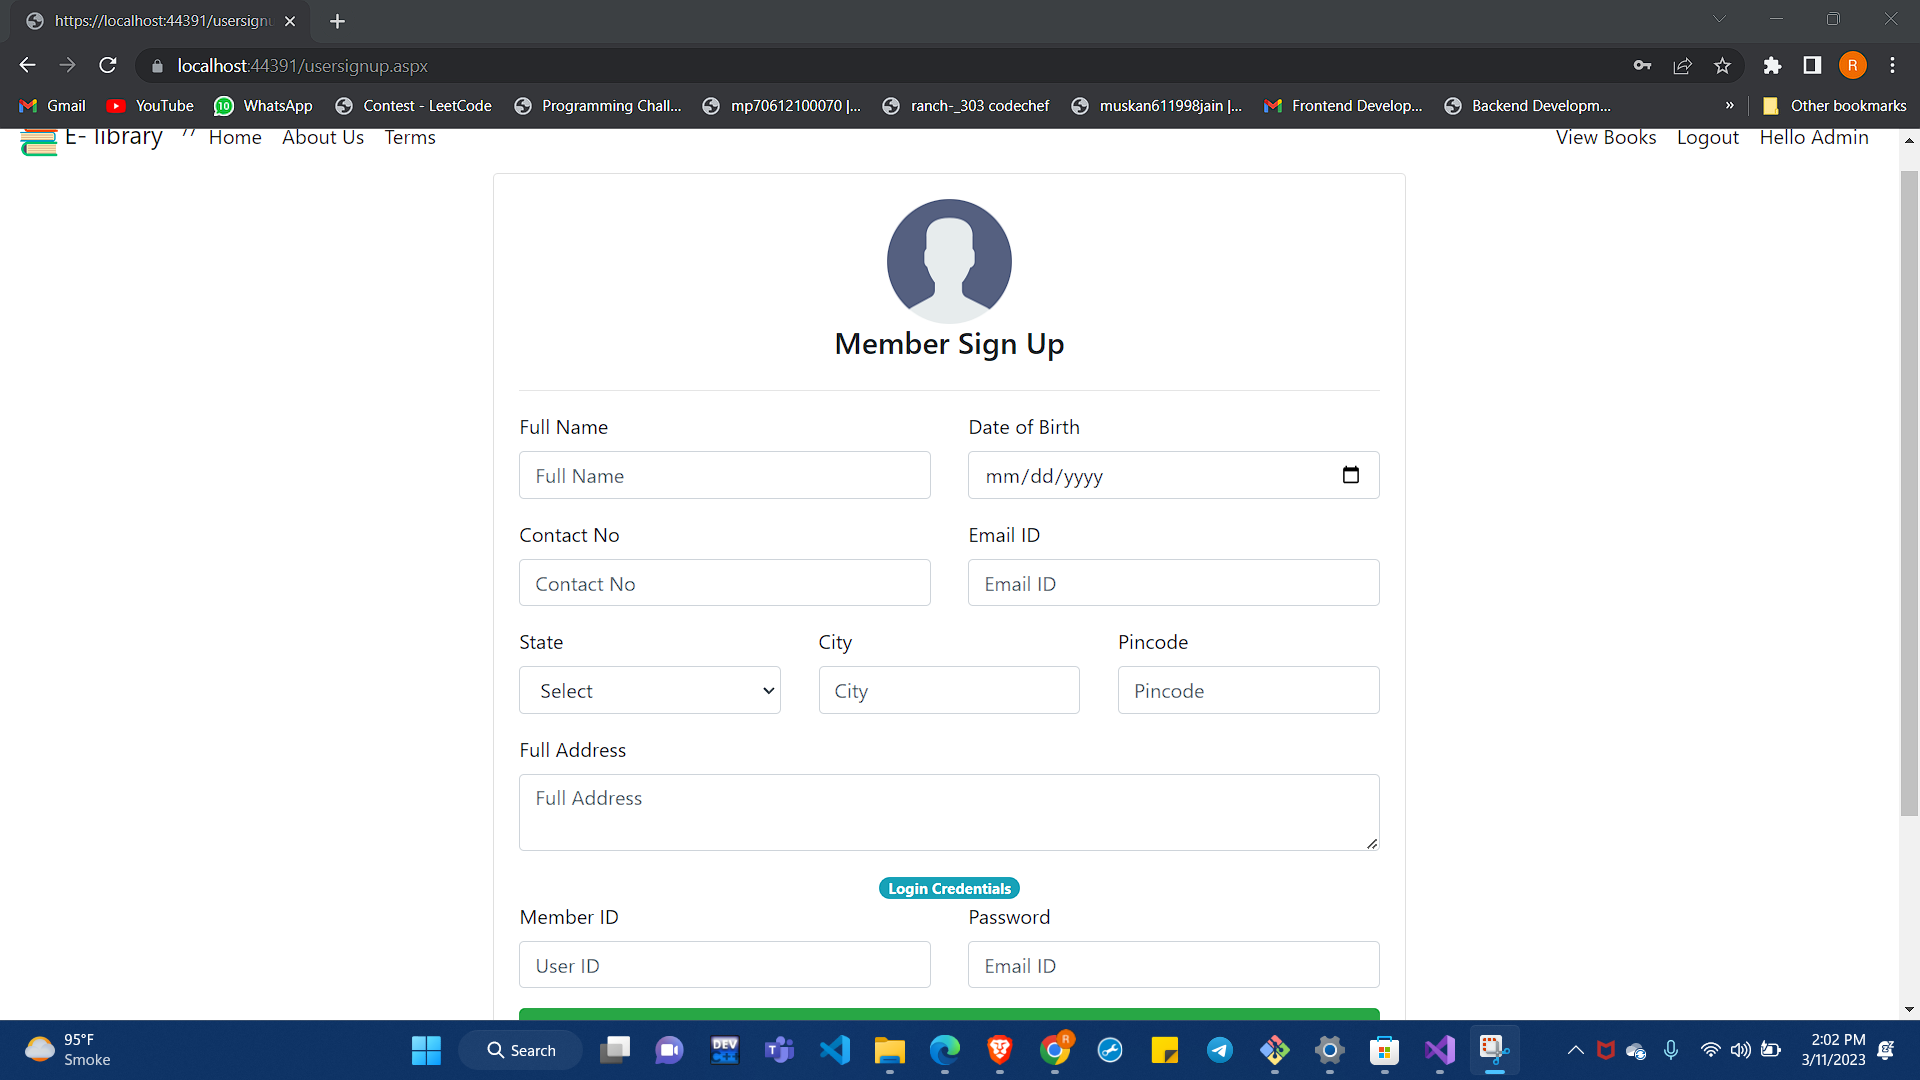 https://localhost:44391/usersignu
localhost:44391/usersignup.aspx
R
Gmail YouTube WhatsApp Contest - LeetCode Programming Chall... mp70612100070 |... ranch-_303 codechef muskan611998jain |... Frontend Develop... Backend Developm... » Other bookmarks
E- library " Home About Us Terms View Books Logout Hello Admin
Member Sign Up
Full Name Date of Birth
Full Name mm/dd/yyyy
Contact No Email ID
Contact No Email ID
State City Pincode
Select City Pincode
Full Address
Full Address
Login Credentials
Member ID Password
User ID Email ID
95°F
Smoke
Search
DEV
C++
T
R
2:02 PM
3/11/2023